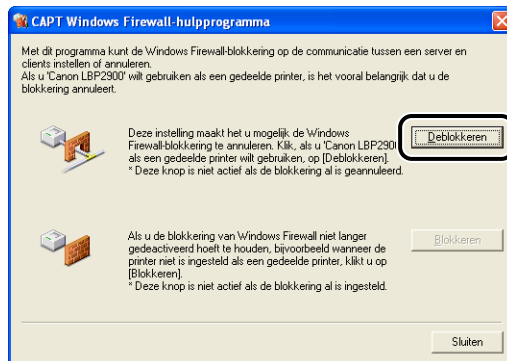 CAPT Windows Firewall-hulpprogramma
Met dit programma kunt de Windows Firewall-blokkering op de communicatie tussen een server en
clients instellen of annuleren.
Als u 'Canon LBP2900' wilt gebruiken als een gedeelde printer, is het vooral belangrijk dat u de
blokkering annuleert.
Deze instelling maakt het u mogelijk de Windows
Firewall-blokkering te annuleren. Klik, als u 'Canon LBP2900
als een gedeelde printer wilt gebruiken, op [Deblokkeren].
* Deze knop is niet actief als de blokkering al is geannuleerd.
Deblokkeren
Als u de blokkering van Windows Firewall niet langer
gedeactiveerd hoeft te houden, bijvoorbeeld wanneer de
printer niet is ingesteld als een gedeelde printer, klikt u op
[Blokkeren].
* Deze knop is niet actief als de blokkering al is ingesteld.
Blokkeren
Sluiten